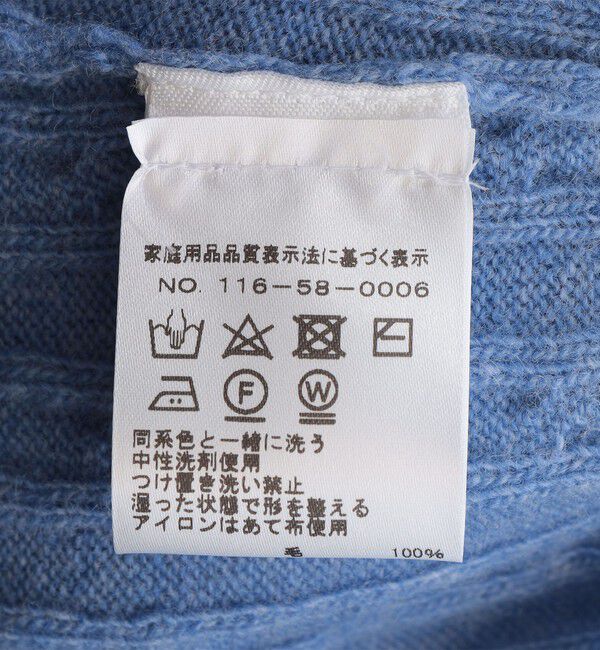 家庭用品品質表示法に基づく表示
NO. 116-58-0006
F W
同系色と一緒に洗う
中性洗剤使用
つけ置き洗い禁止
湿った状態で形を整える
アイロンはあて布使用
毛 100%